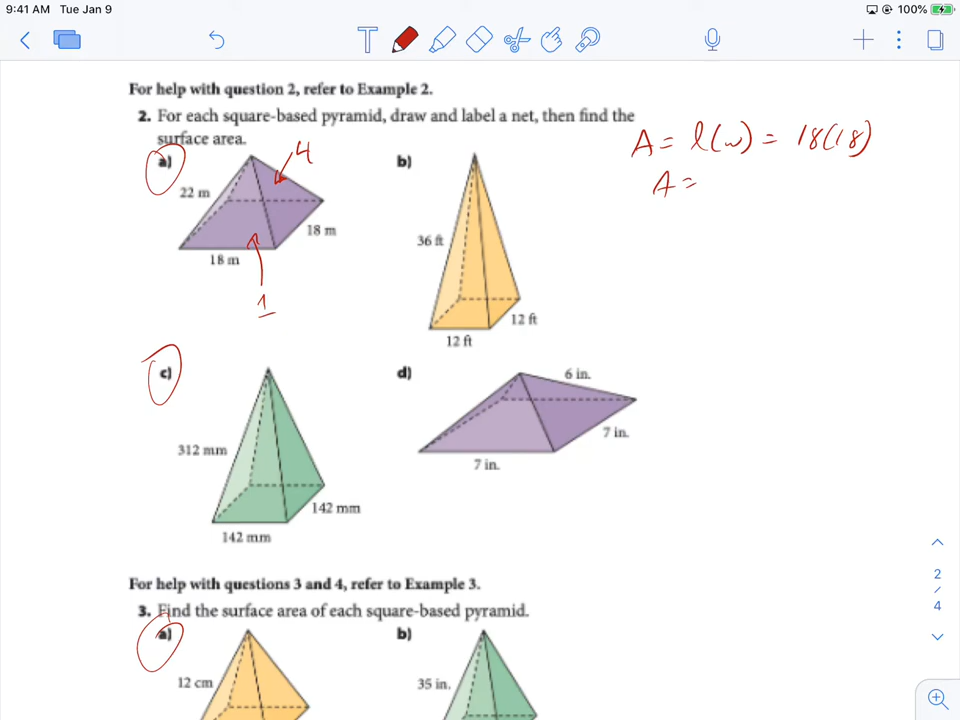 9:41 AM Tue Jan 9
100%
T
For help with question 2, refer to Example 2.
2. For each square-based pyramid, draw and label a net, then find the
surface area.
A = l(w) = 18(18)
A =
a)
4
22 m
18 m
18 m
1
b)
36 ft
12 ft
12 ft
c)
312 mm
142 mm
142 mm
d)
6 in.
7 in.
7 in.
2
/
4
For help with questions 3 and 4, refer to Example 3.
3. Find the surface area of each square-based pyramid.
a)
12 cm
b)
35 in.